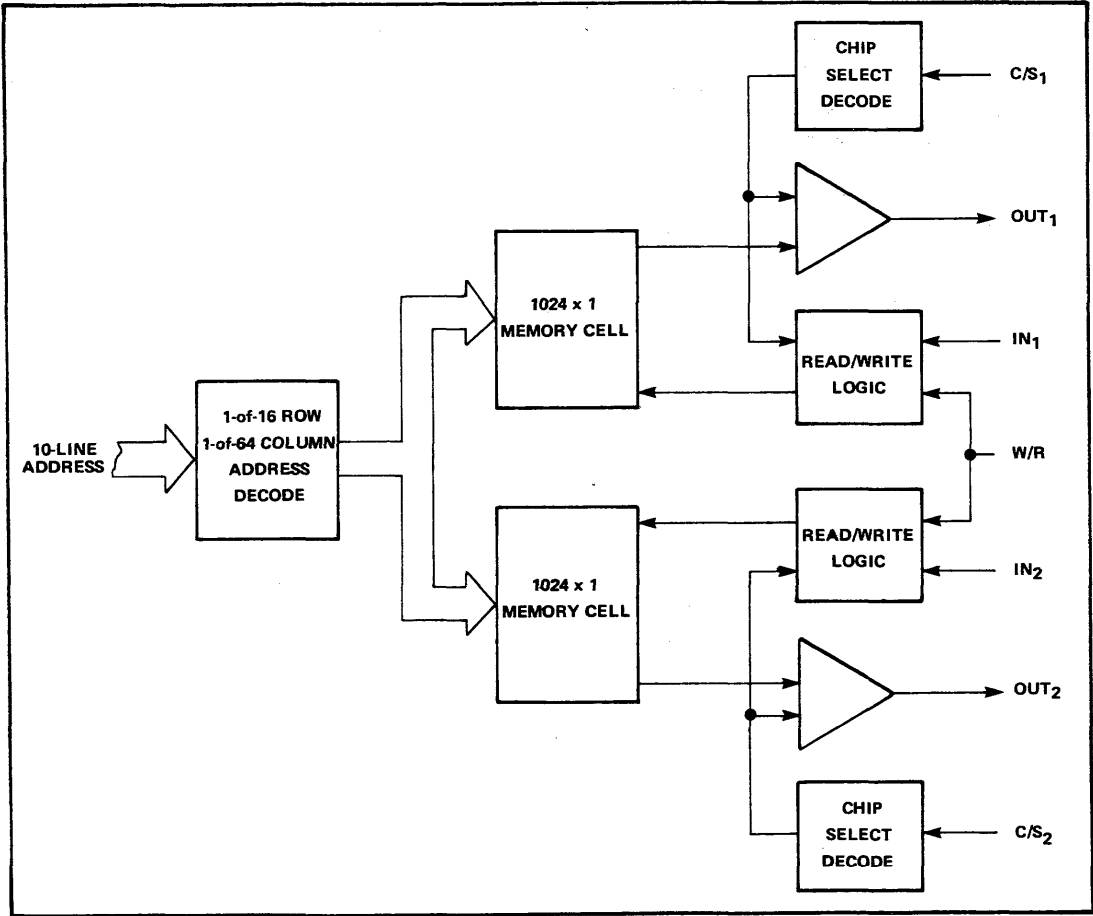 CHIP
SELECT
DECODE
C/S1
OUT1
1024 x 1
MEMORY CELL
READ/WRITE
LOGIC
IN1
10-LINE
ADDRESS
1-of-16 ROW
1-of-64 COLUMN
ADDRESS
DECODE
W/R
READ/WRITE
LOGIC
IN2
1024 x 1
MEMORY CELL
OUT2
CHIP
SELECT
DECODE
C/S2